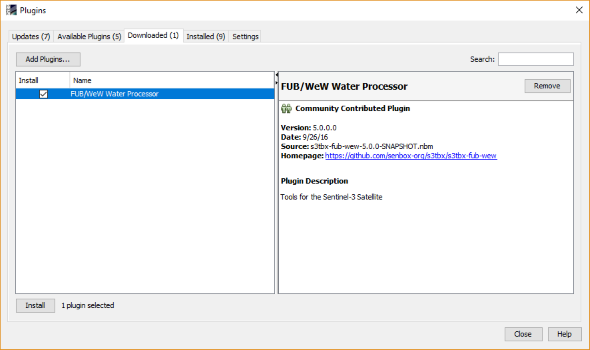 Plugins
Updates (7) Available Plugins (5) Downloaded (1) Installed (9) Settings
Add Plugins... Search:
Install Name
FUB/WeW Water Processor
FUB/WeW Water Processor Remove
Community Contributed Plugin
Version: 5.0.0.0
Date: 9/26/16
Source: s3tbx-fub-wew-5.0.0-SNAPSHOT.nbm
Homepage: https://github.com/senbox-org/s3tbx/s3tbx-fub-wew
Plugin Description
Tools for the Sentinel-3 Satellite
Install 1 plugin selected
Close Help